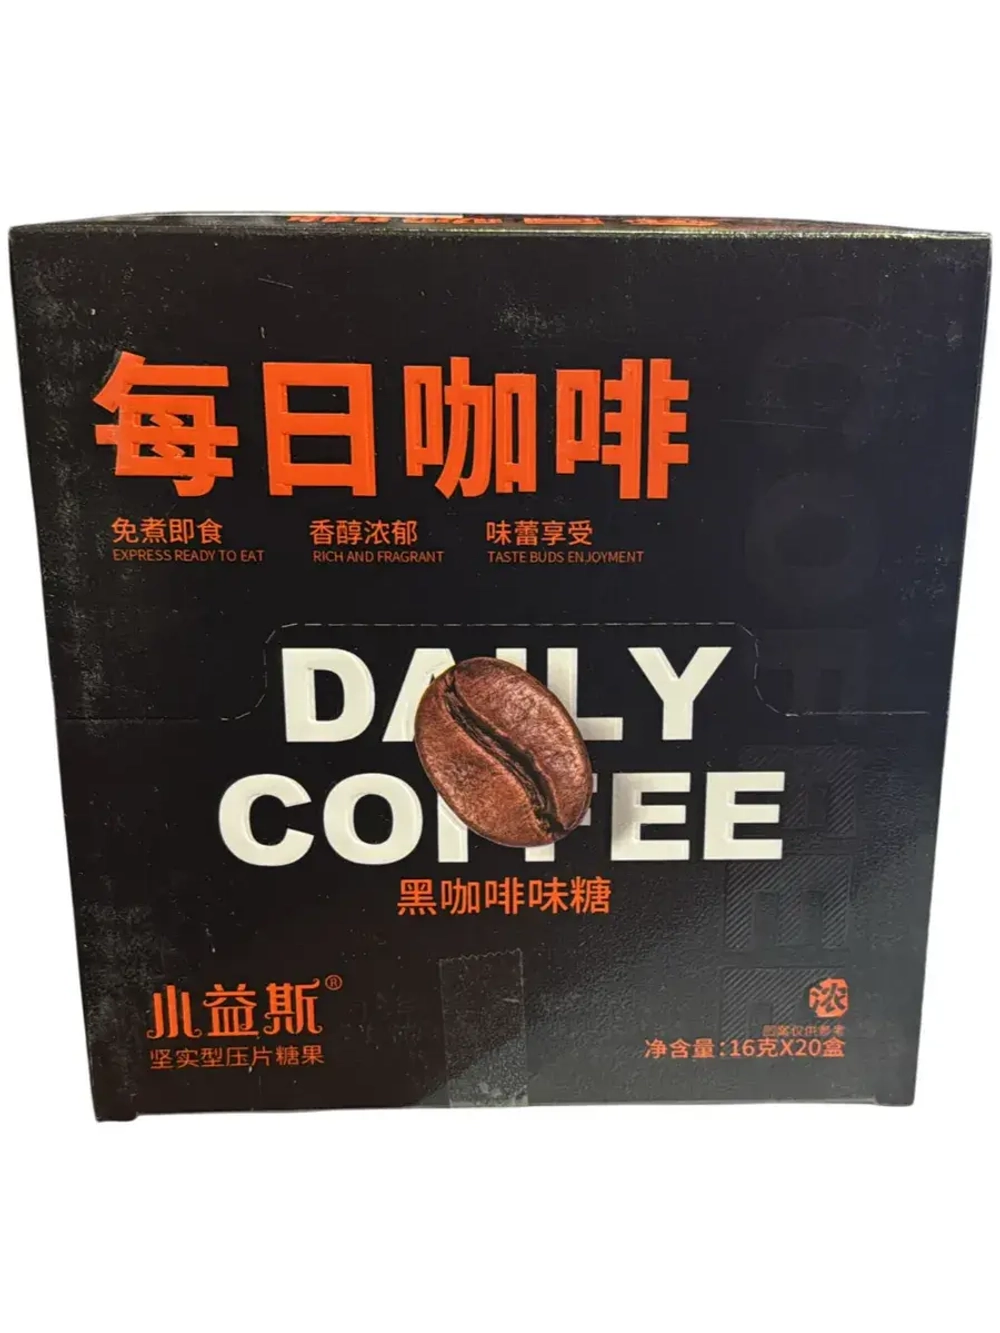 每日咖啡
免煮即食 香醇浓郁 味蕾享受
EXPRESS READY TO EAT RICH AND FRAGRANT TASTE BUDS ENJOYMENT
DAILY
COFFEE
黑咖啡味糖
小益斯®
坚实型压片糖果
浓
图案仅供参考
净含量:16克X20盒
COFFEE